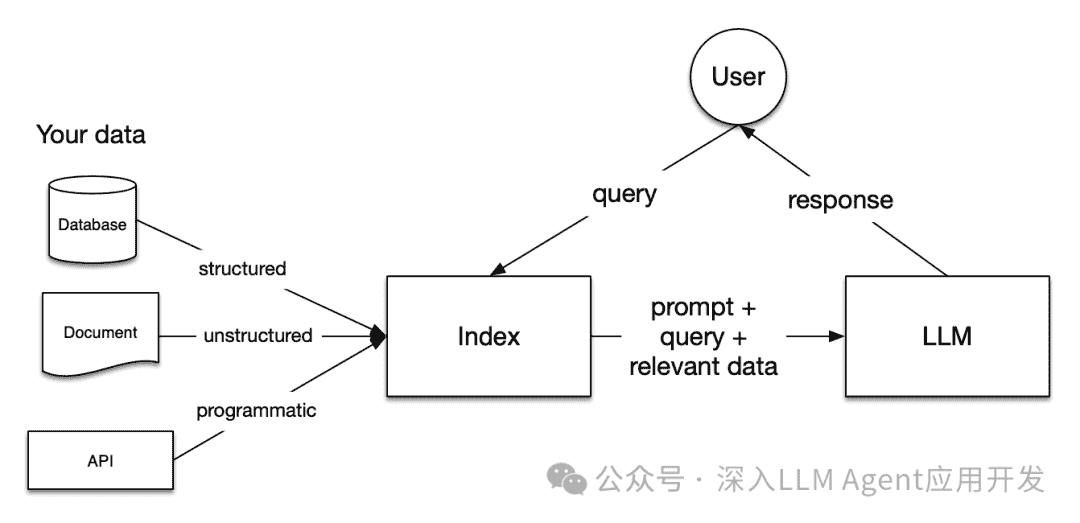 User
Your data
Database
query
response
structured
Document
unstructured
Index
prompt +
query +
relevant data
LLM
programmatic
API
公众号 · 深入LLM Agent应用开发